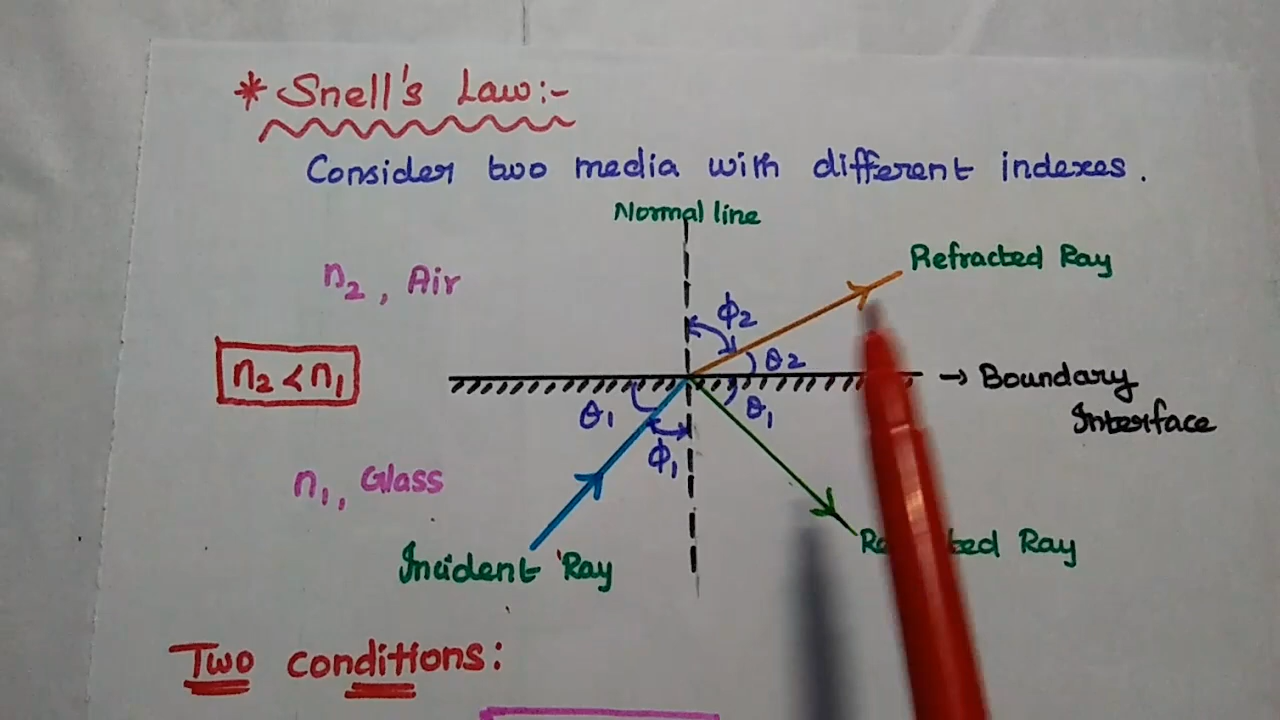 * Snell's Law:-
Consider two media with different indexes.
Normal line
n₂, Air
Refracted Ray
ϕ₂
θ₂
n₂ < n₁
→ Boundary
Interface
θ₁
θ₁
ϕ₁
n₁, Glass
Ray
Incident Ray
Two conditions: